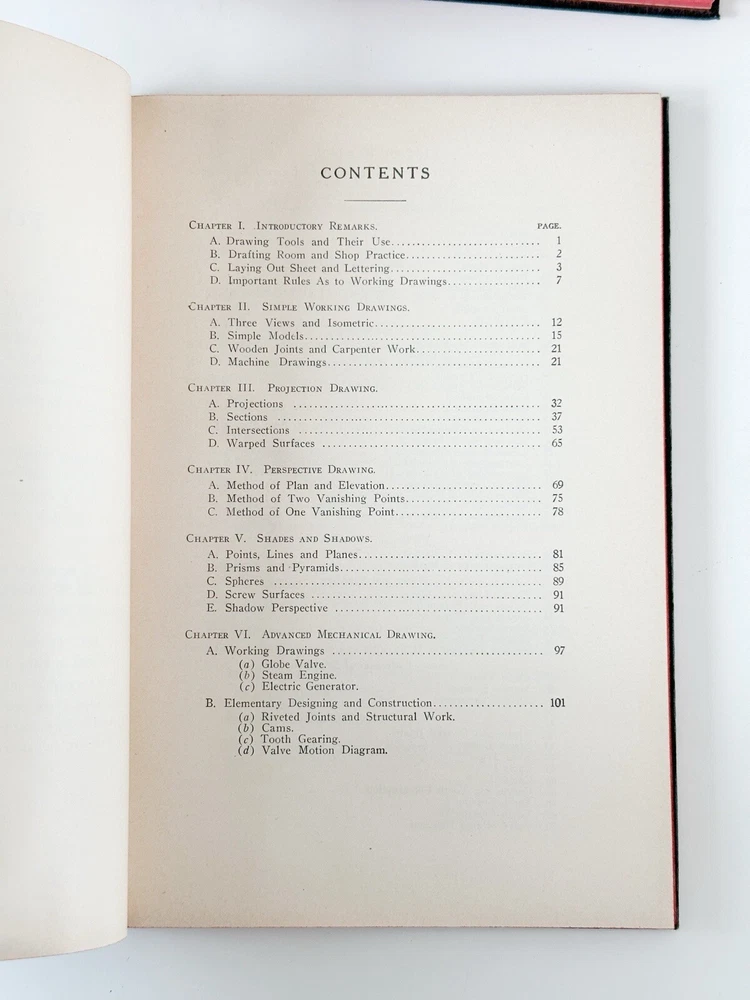 CONTENTS
CHAPTER I. INTRODUCTORY REMARKS. PAGE.
A. Drawing Tools and Their Use............................ 1
B. Drafting Room and Shop Practice......................... 2
C. Laying Out Sheet and Lettering............................ 3
D. Important Rules As to Working Drawings................. 7
CHAPTER II. SIMPLE WORKING DRAWINGS.
A. Three Views and Isometric............................... 12
B. Simple Models............................................ 15
C. Wooden Joints and Carpenter Work....................... 21
D. Machine Drawings........................................ 21
CHAPTER III. PROJECTION DRAWING.
A. Projections ............................................... 32
B. Sections .................................................. 37
C. Intersections .............................................. 53
D. Warped Surfaces ......................................... 65
CHAPTER IV. PERSPECTIVE DRAWING.
A. Method of Plan and Elevation............................. 69
B. Method of Two Vanishing Points.......................... 75
C. Method of One Vanishing Point........................... 78
CHAPTER V. SHADES AND SHADOWS.
A. Points, Lines and Planes.................................. 81
B. Prisms and Pyramids...................................... 85
C. Spheres ................................................... 89
D. Screw Surfaces ........................................... 91
E. Shadow Perspective ....................................... 91
CHAPTER VI. ADVANCED MECHANICAL DRAWING.
A. Working Drawings ........................................ 97
(a) Globe Valve.
(b) Steam Engine.
(c) Electric Generator.
B. Elementary Designing and Construction..................... 101
(a) Riveted Joints and Structural Work.
(b) Cams.
(c) Tooth Gearing.
(d) Valve Motion Diagram.